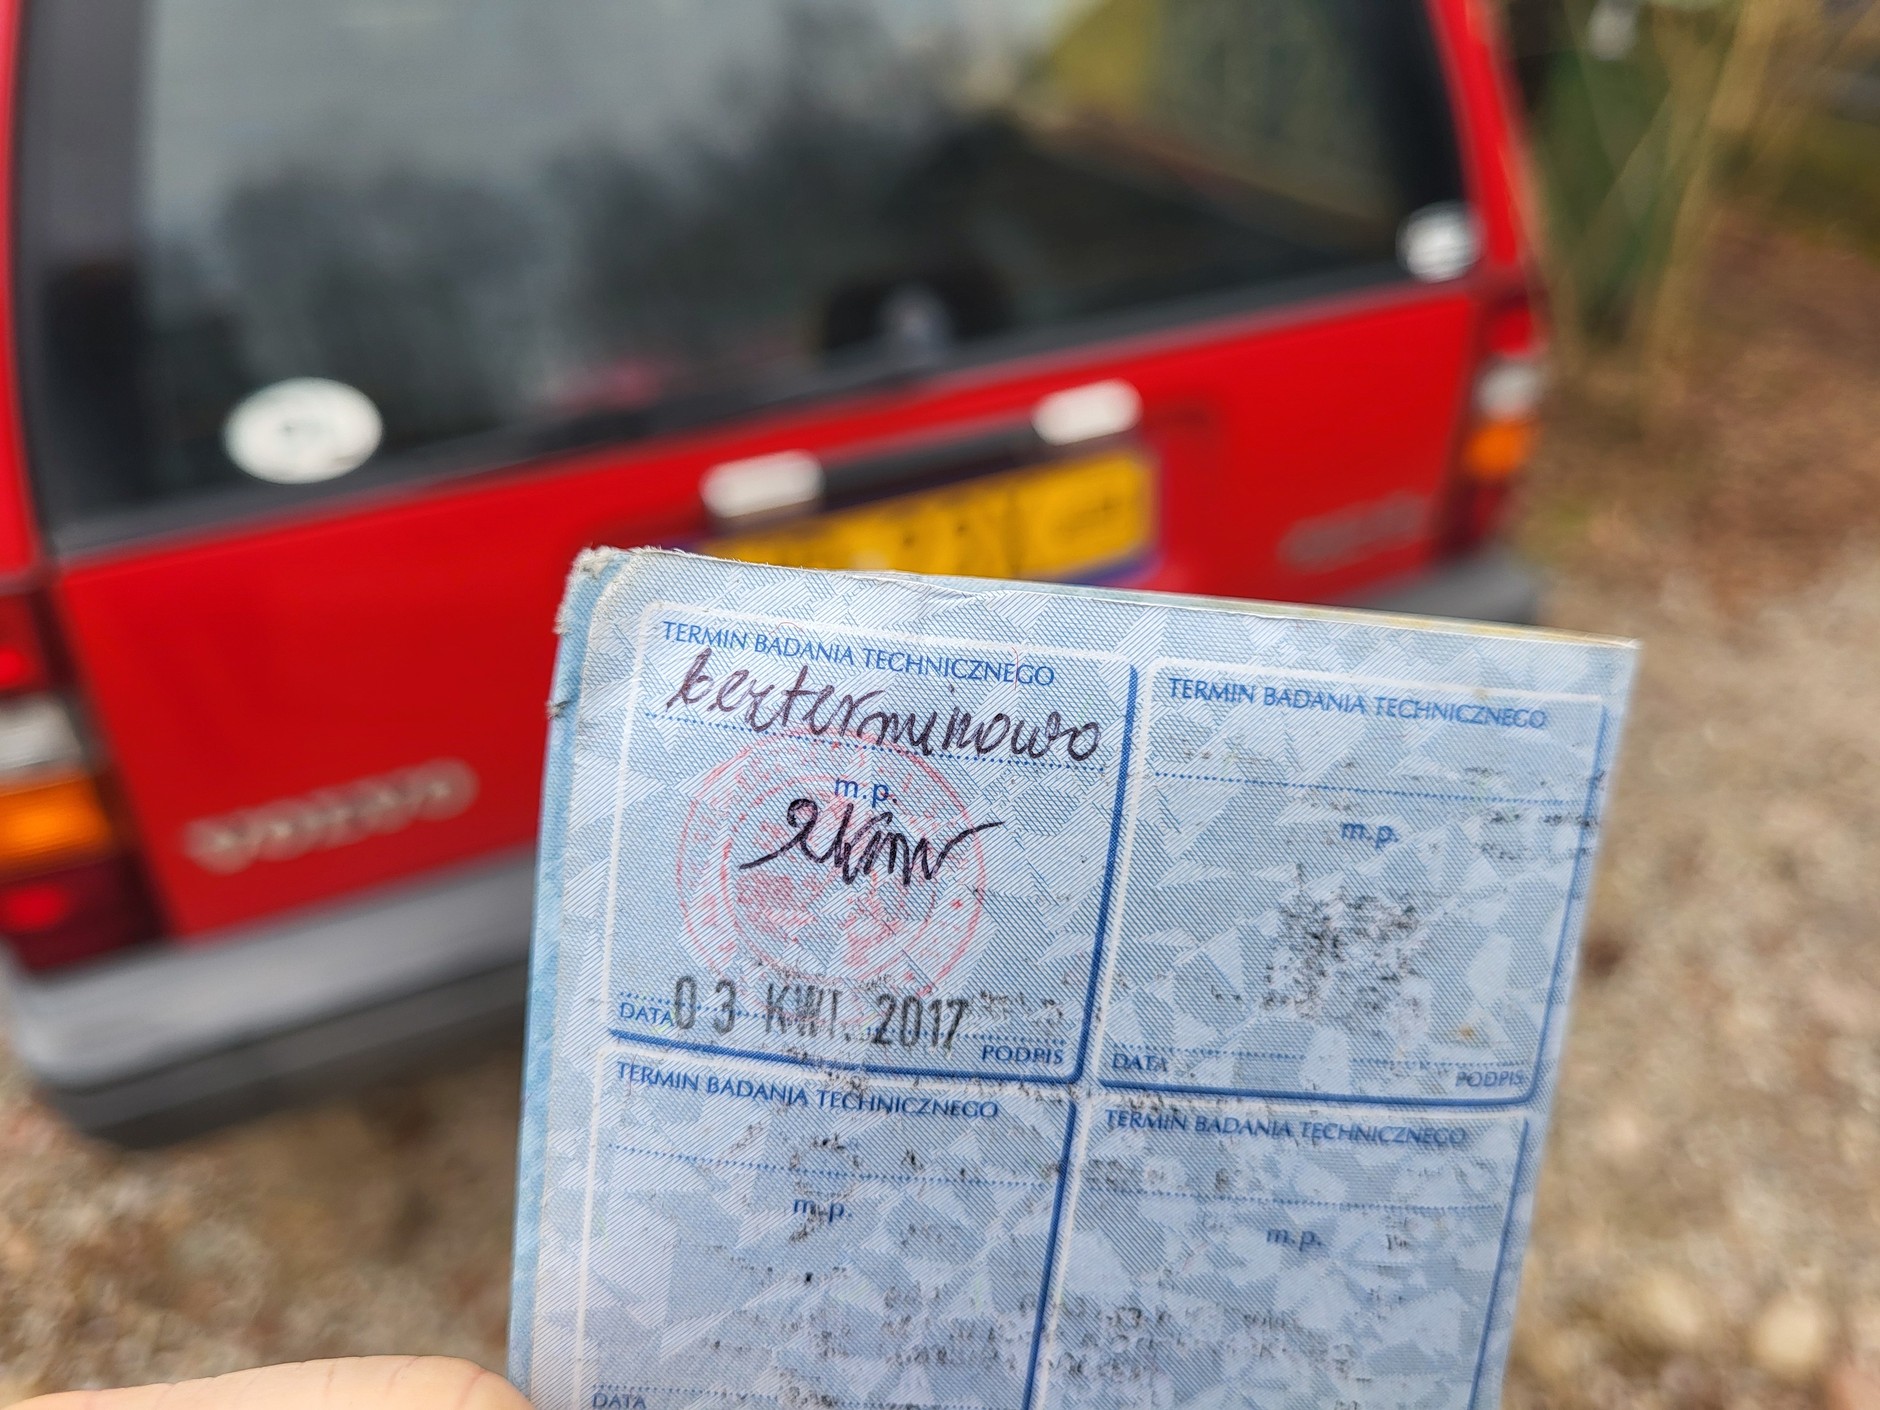 VOLVO
TERMIN BADANIA TECHNICZNEGO
bezterminowo
m.p.
DATA 03 KWI. 2017
PODPIS
TERMIN BADANIA TECHNICZNEGO
m.p.
DATA
PODPIS
TERMIN BADANIA TECHNICZNEGO
m.p.
DATA
TERMIN BADANIA TECHNICZNEGO
m.p.